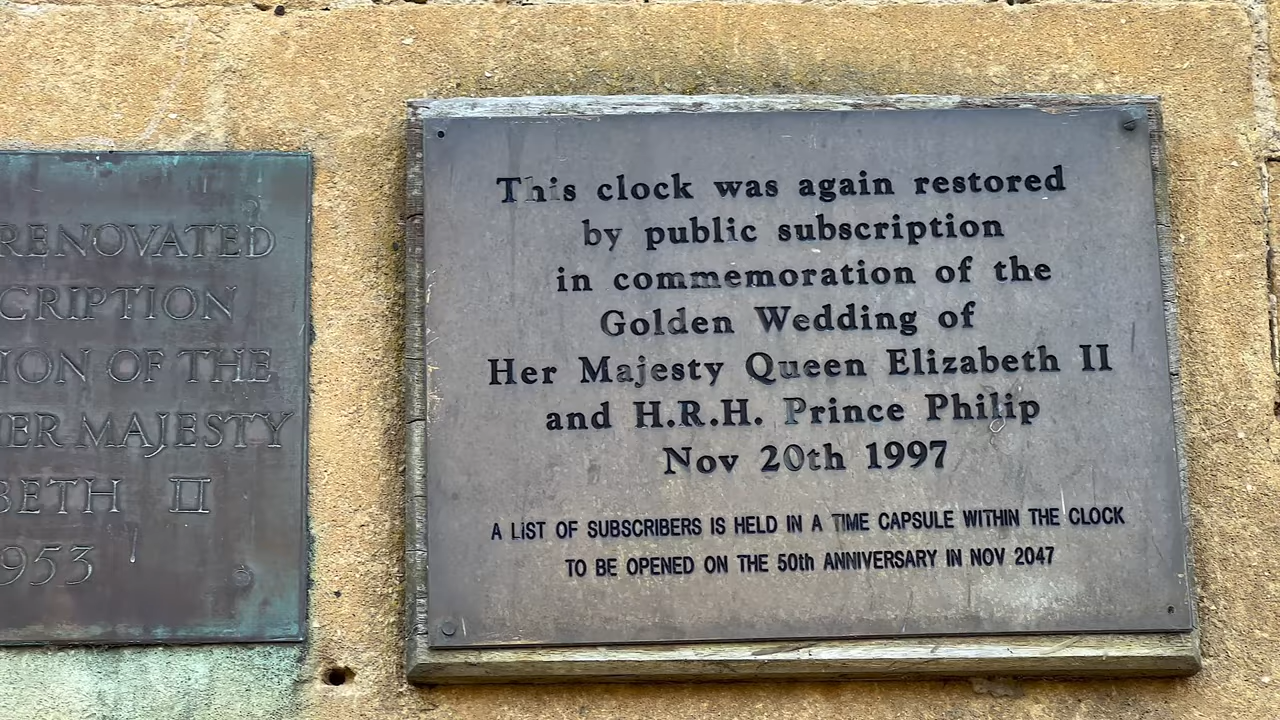 RENOVATED
CRIPTION
ION OF THE
HER MAJESTY
BETH II
953
This clock was again restored
by public subscription
in commemoration of the
Golden Wedding of
Her Majesty Queen Elizabeth II
and H.R.H. Prince Philip
Nov 20th 1997
A LIST OF SUBSCRIBERS IS HELD IN A TIME CAPSULE WITHIN THE CLOCK
TO BE OPENED ON THE 50th ANNIVERSARY IN NOV 2047